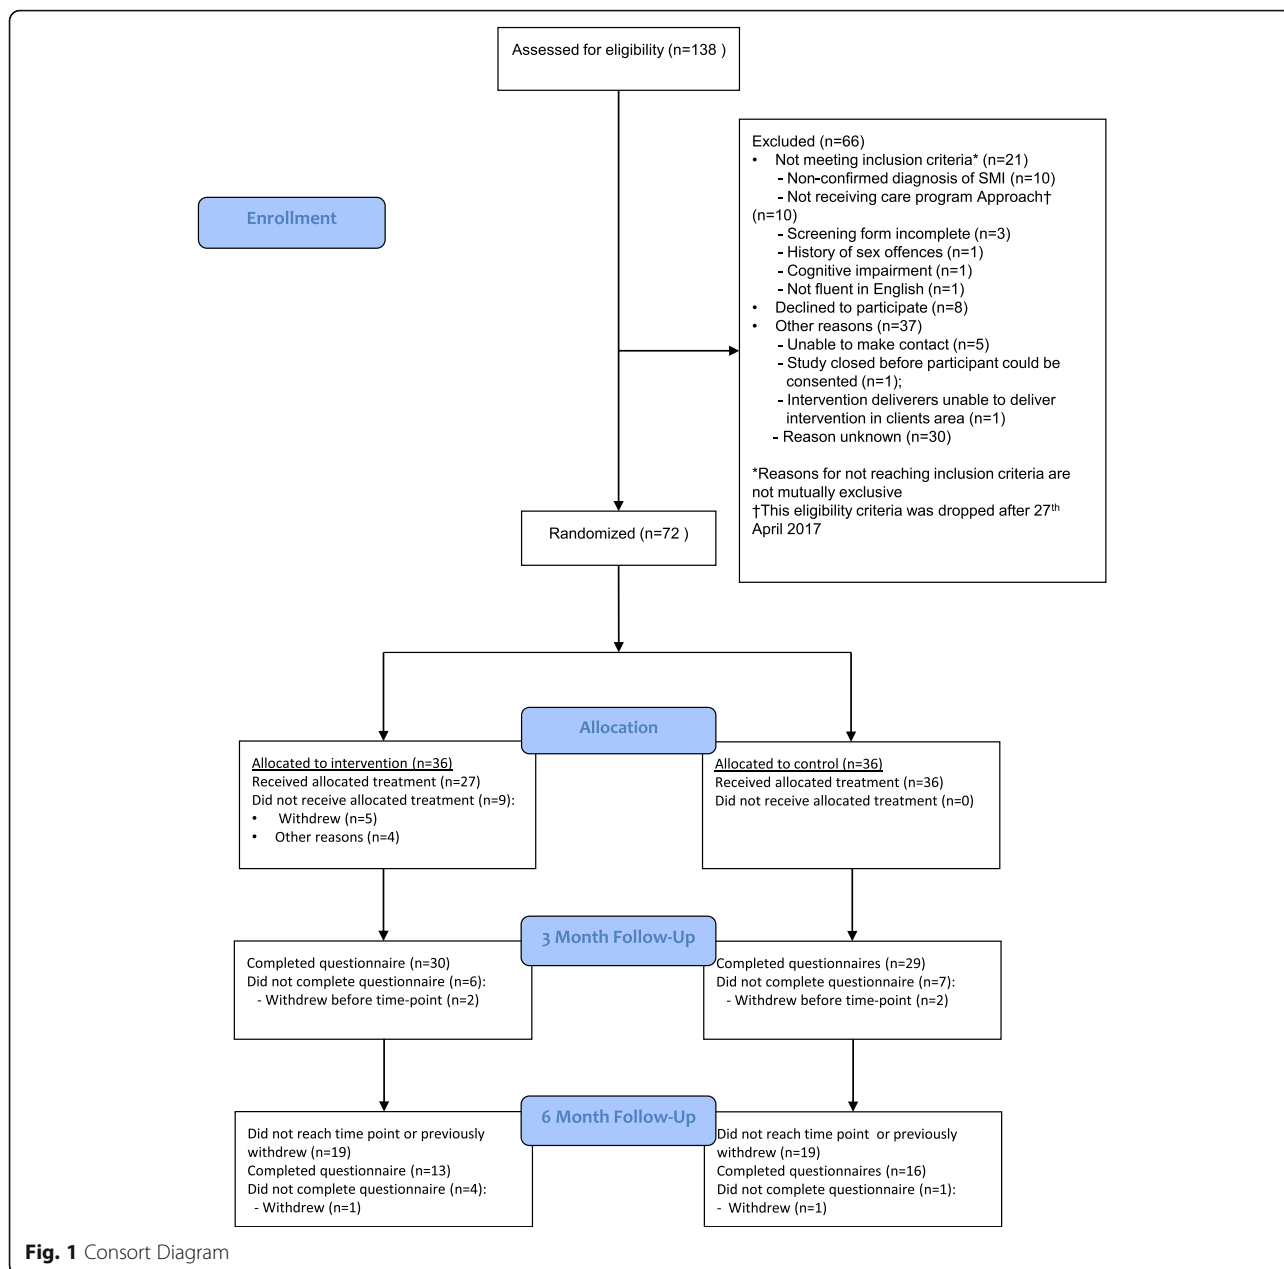 Assessed for eligibility (n=138 )
Excluded (n=66)
• Not meeting inclusion criteria* (n=21)
- Non-confirmed diagnosis of SMI (n=10)
- Not receiving care program Approach†
(n=10)
- Screening form incomplete (n=3)
- History of sex offences (n=1)
- Cognitive impairment (n=1)
- Not fluent in English (n=1)
• Declined to participate (n=8)
• Other reasons (n=37)
- Unable to make contact (n=5)
- Study closed before participant could be
consented (n=1);
- Intervention deliverers unable to deliver
intervention in clients area (n=1)
- Reason unknown (n=30)
*Reasons for not reaching inclusion criteria are
not mutually exclusive
†This eligibility criteria was dropped after 27th
April 2017
Enrollment
Randomized (n=72 )
Allocation
Allocated to intervention (n=36)
Received allocated treatment (n=27)
Did not receive allocated treatment (n=9):
• Withdrew (n=5)
• Other reasons (n=4)
Allocated to control (n=36)
Received allocated treatment (n=36)
Did not receive allocated treatment (n=0)
3 Month Follow-Up
Completed questionnaire (n=30)
Did not complete questionnaire (n=6):
- Withdrew before time-point (n=2)
Completed questionnaires (n=29)
Did not complete questionnaire (n=7):
- Withdrew before time-point (n=2)
6 Month Follow-Up
Did not reach time point or previously
withdrew (n=19)
Completed questionnaire (n=13)
Did not complete questionnaire (n=4):
- Withdrew (n=1)
Did not reach time point or previously
withdrew (n=19)
Completed questionnaires (n=16)
Did not complete questionnaire (n=1):
- Withdrew (n=1)
Fig. 1 Consort Diagram